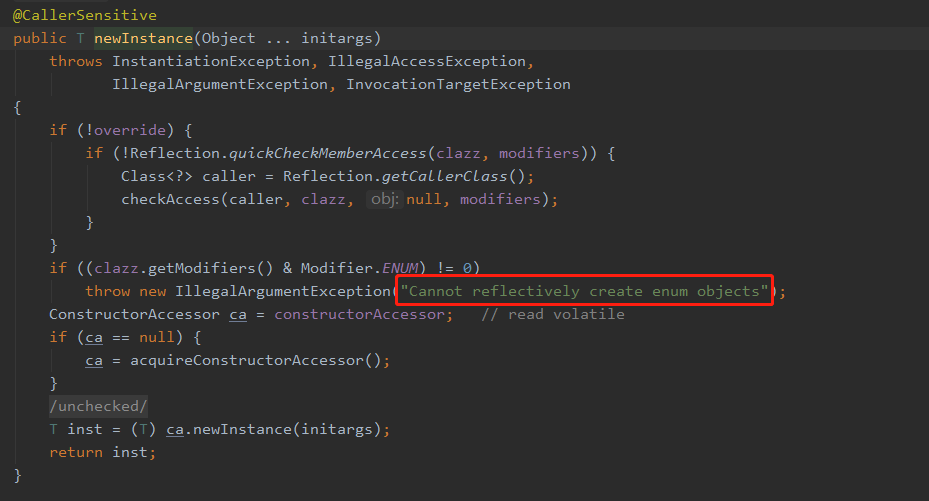 @CallerSensitive
public T newInstance(Object ... initargs)
throws InstantiationException, IllegalAccessException,
IllegalArgumentException, InvocationTargetException
{
if (!override) {
if (!Reflection.quickCheckMemberAccess(clazz, modifiers)) {
Class<?> caller = Reflection.getCallerClass();
checkAccess(caller, clazz, obj: null, modifiers);
}
}
if ((clazz.getModifiers() & Modifier.ENUM) != 0)
throw new IllegalArgumentException("Cannot reflectively create enum objects");
ConstructorAccessor ca = constructorAccessor; // read volatile
if (ca == null) {
ca = acquireConstructorAccessor();
}
/unchecked/
T inst = (T) ca.newInstance(initargs);
return inst;
}